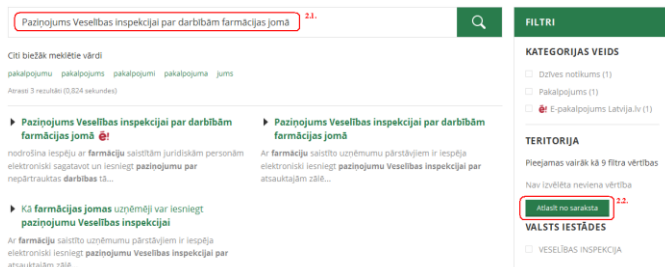 Paziņojums Veselības inspekcijai par darbībām farmācijas jomā
2.1.
Citi biežāk meklētie vārdi
pakalpojumu pakalpojums pakalpojumi pakalpojuma jums
Atrasti 3 rezultāti (0,824 sekundes)
Paziņojums Veselības inspekcijai par darbībām
farmācijas jomā ē!
nodrošina iespēju ar farmāciju saistītām juridiskām personām
elektroniski sagatavot un iesniegt paziņojumu par
nepārtrauktas darbības tā...
Paziņojums Veselības inspekcijai par darbībām
farmācijas jomā
Ar farmāciju saistīto uzņēmumu pārstāvjiem ir iespēja
elektroniski iesniegt paziņojumu Veselības inspekcijai par
atsauktajām zālē...
Kā farmācijas jomas uzņēmēji var iesniegt
paziņojumu Veselības inspekcijai
Ar farmāciju saistīto uzņēmumu pārstāvjiem ir iespēja
elektroniski iesniegt paziņojumu Veselības inspekcijai par
atsauktajām zālē...
FILTRI
KATEGORIJAS VEIDS
Dzīves notikums (1)
Pakalpojums (1)
ē! E-pakalpojums Latvija.lv (1)
TERITORIJA
Pieejamas vairāk kā 9 filtra vērtības
Nav izvēlēta neviena vērtība
Atlasīt no saraksta
2.2.
VALSTS IESTĀDES
VESELĪBAS INSPEKCIJA